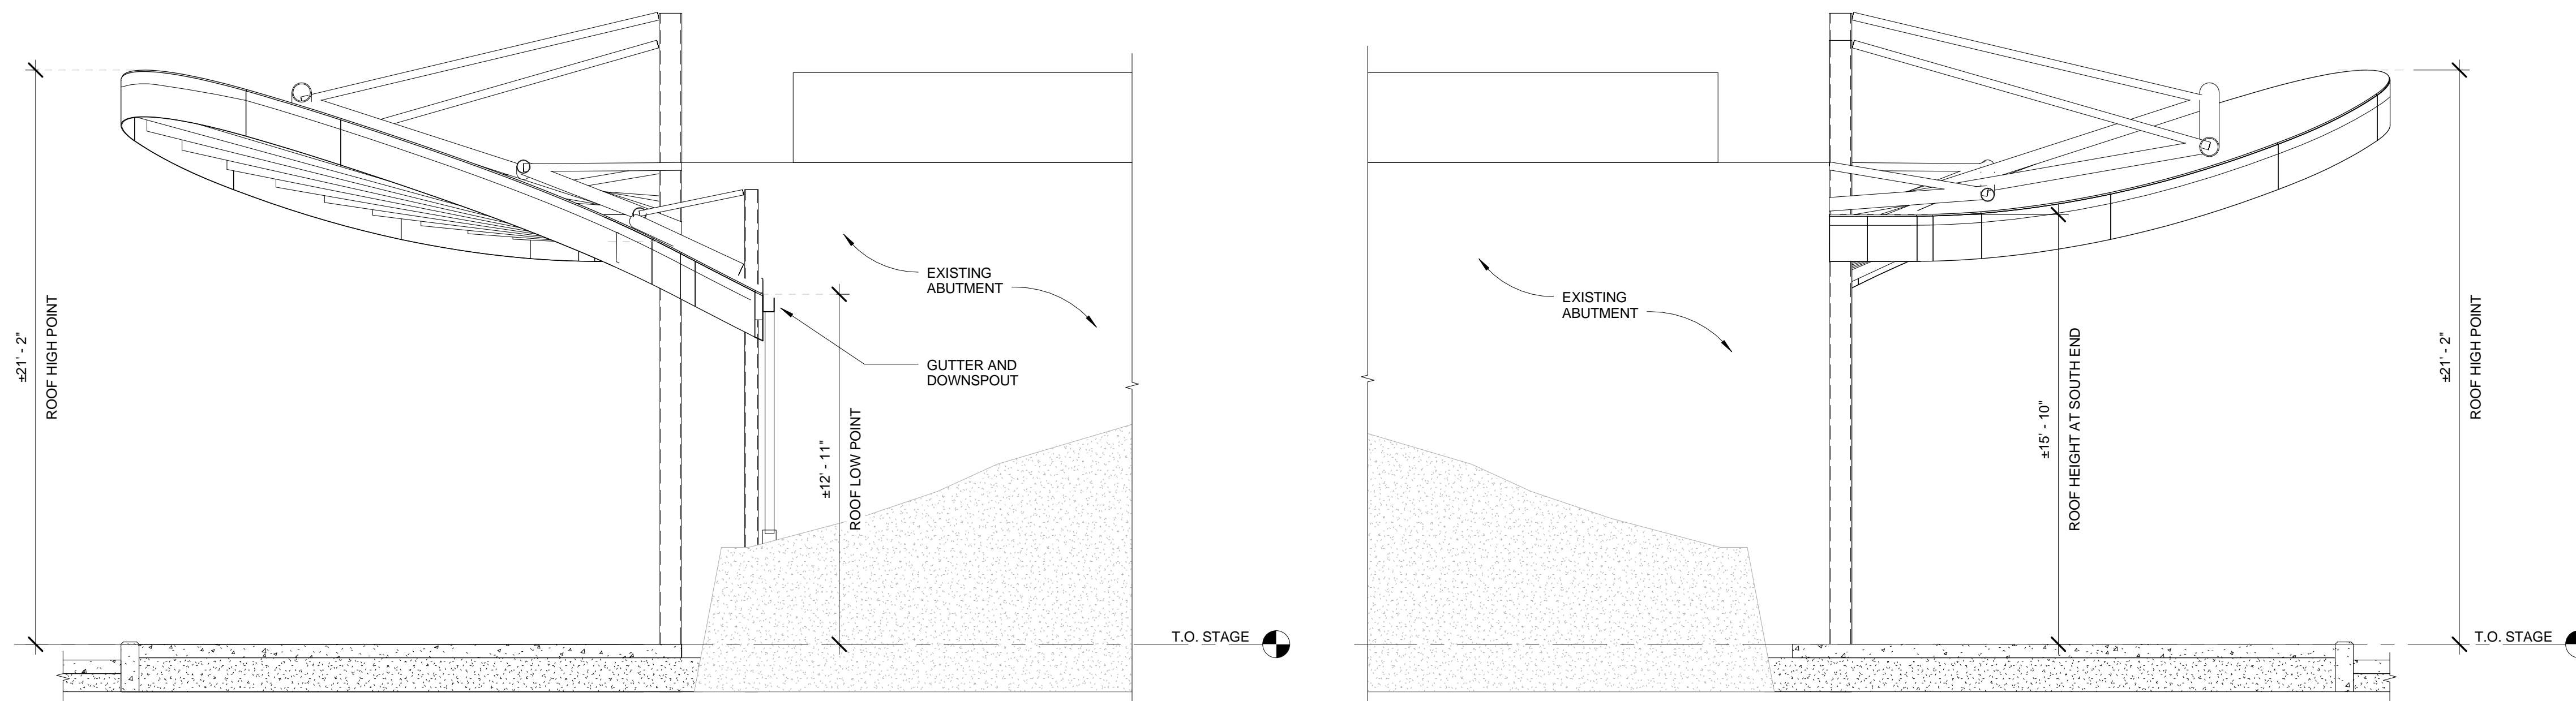 ±21' - 2"
ROOF HIGH POINT
EXISTING
ABUTMENT
GUTTER AND
DOWNSPOUT
±12' - 11"
ROOF LOW POINT
T.O. STAGE
EXISTING
ABUTMENT
±15' - 10"
ROOF HEIGHT AT SOUTH END
±21' - 2"
ROOF HIGH POINT
T.O. STAGE